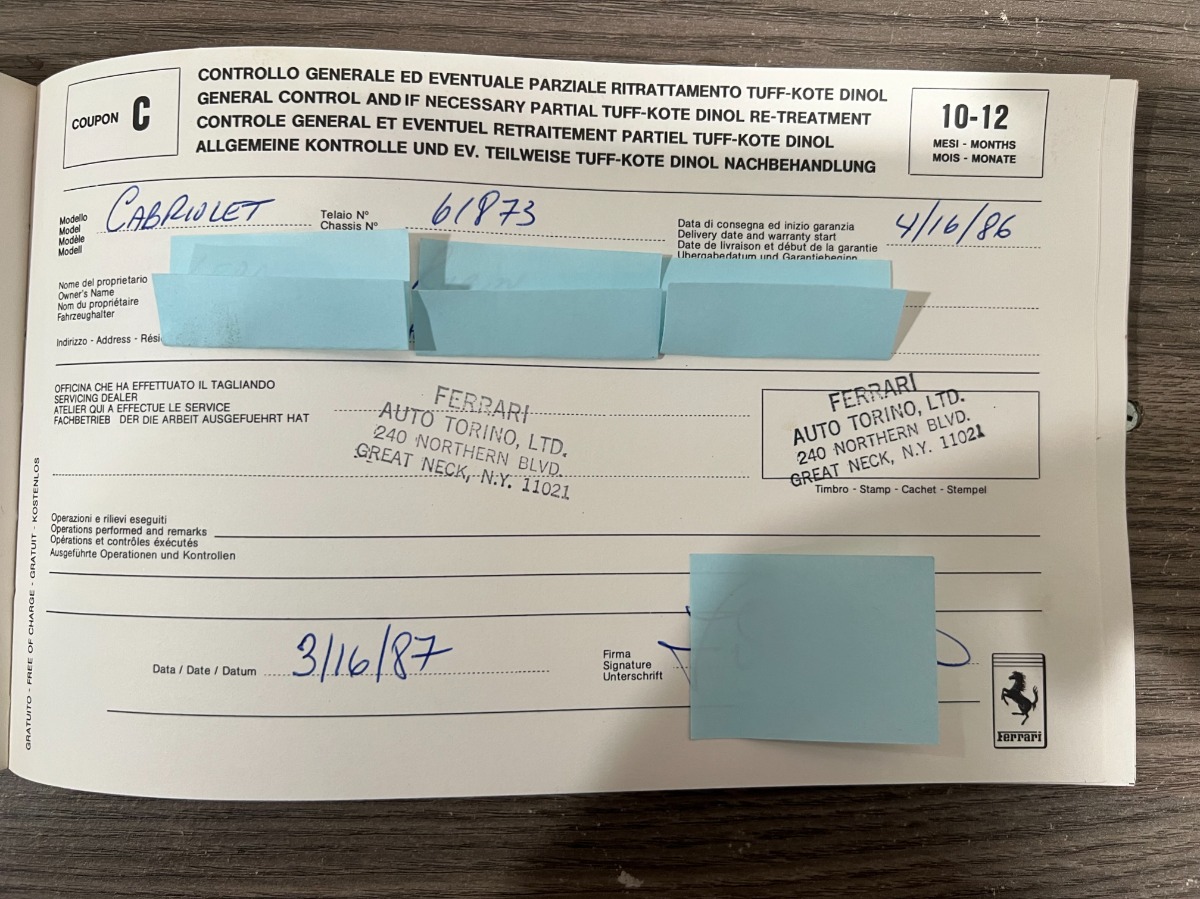 COUPON C
CONTROLLO GENERALE ED EVENTUALE PARZIALE RITRATTAMENTO TUFF-KOTE DINOL
GENERAL CONTROL AND IF NECESSARY PARTIAL TUFF-KOTE DINOL RE-TREATMENT
CONTROLE GENERAL ET EVENTUEL RETRAITEMENT PARTIEL TUFF-KOTE DINOL
ALLGEMEINE KONTROLLE UND EV. TEILWEISE TUFF-KOTE DINOL NACHBEHANDLUNG
10-12
MESI - MONTHS
MOIS - MONATE
Modello
Model
Modèle
Modell
CABRIOLET
Telaio Nº
Chassis Nº
61873
Data di consegna ed inizio garanzia
Delivery date and warranty start
Date de livraison et début de la garantie
Übergabedatum und Garantiebeginn
4/16/86
Nome del proprietario
Owner's Name
Nom du propriétaire
Fahrzeughalter
Indirizzo - Address - Rési
OFFICINA CHE HA EFFETTUATO IL TAGLIANDO
SERVICING DEALER
ATELIER QUI A EFFECTUE LE SERVICE
FACHBETRIEB DER DIE ARBEIT AUSGEFUEHRT HAT
FERRARI
AUTO TORINO, LTD.
240 NORTHERN BLVD.
GREAT NECK, N.Y. 11021
FERRARI
AUTO TORINO, LTD.
240 NORTHERN BLVD.
GREAT NECK, N.Y. 11021
Timbro - Stamp - Cachet - Stempel
Operazioni e rilievi eseguiti
Operations performed and remarks
Opérations et contrôles éxécutés
Ausgeführte Operationen und Kontrollen
GRATUITO - FREE OF CHARGE - GRATUIT - KOSTENLOS
Data / Date / Datum
3/16/87
Firma
Signature
Unterschrift
Ferrari